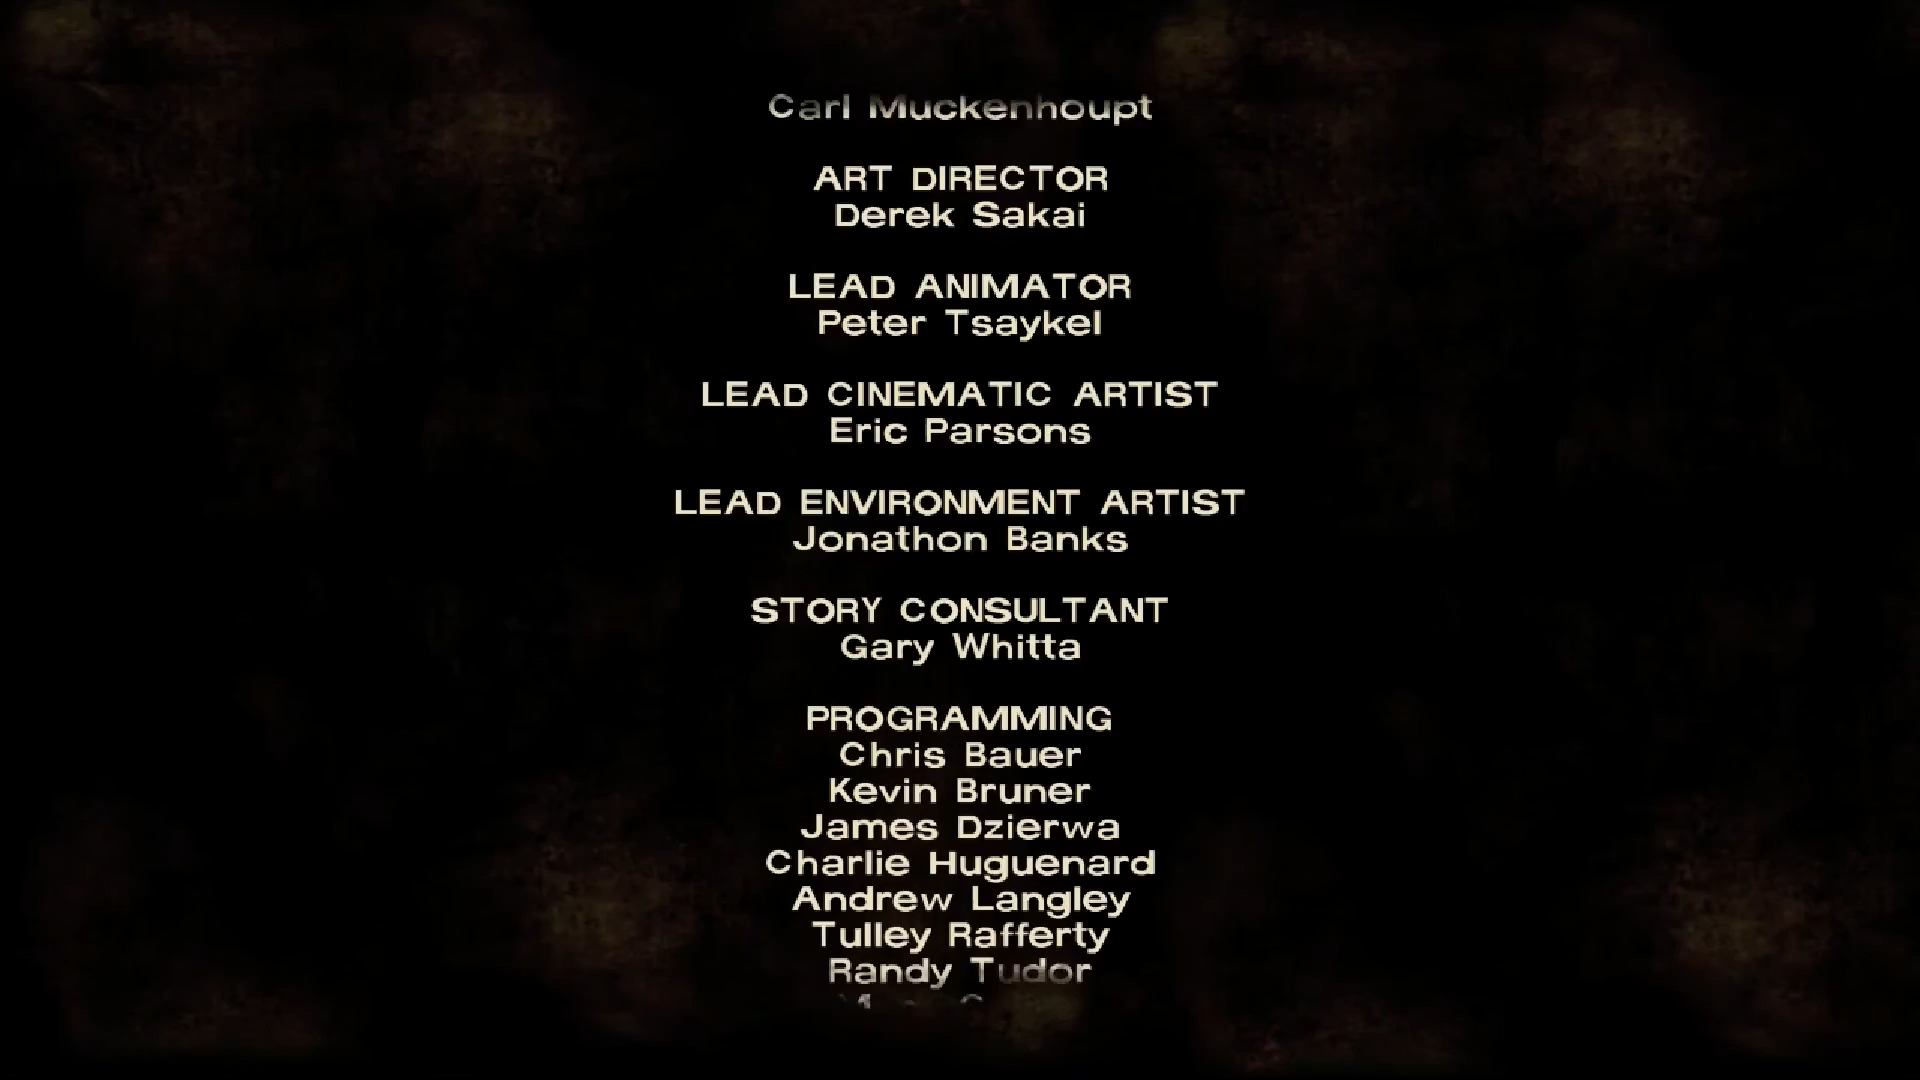 Carl Muckenhoupt
ART DIRECTOR
Derek Sakai
LEAD ANIMATOR
Peter Tsaykel
LEAD CINEMATIC ARTIST
Eric Parsons
LEAD ENVIRONMENT ARTIST
Jonathon Banks
STORY CONSULTANT
Gary Whitta
PROGRAMMING
Chris Bauer
Kevin Bruner
James Dzierwa
Charlie Huguenard
Andrew Langley
Tulley Rafferty
Randy Tudor